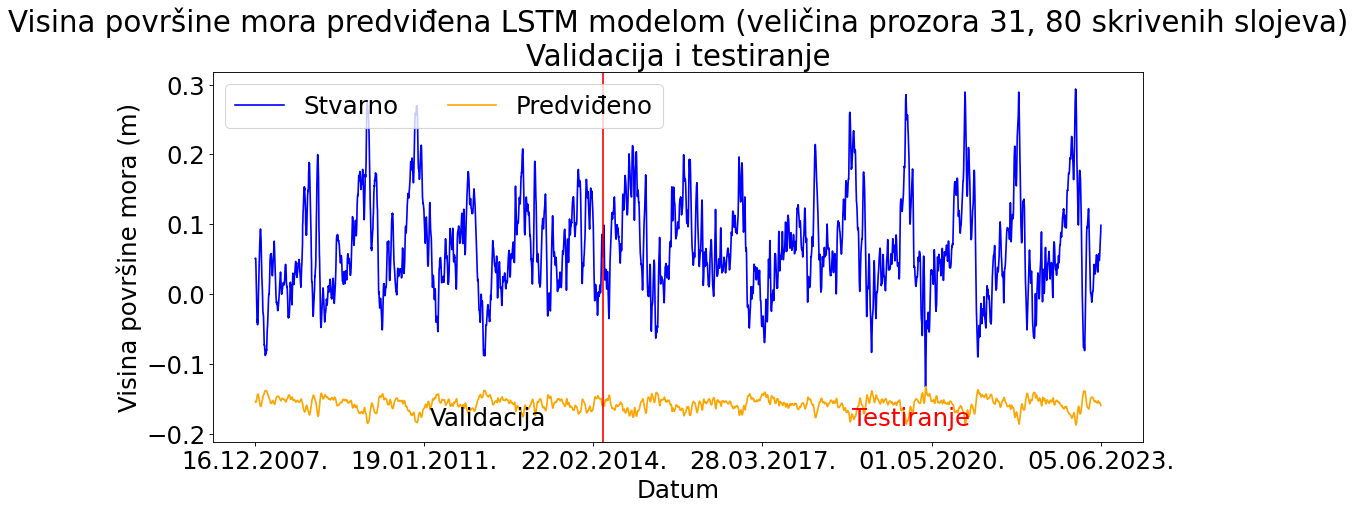 Visina površine mora predviđena LSTM modelom (veličina prozora 31, 80 skrivenih slojeva)
Validacija i testiranje
Stvarno
Predviđeno
Visina površine mora (m)
0.3
0.2
0.1
0.0
−0.1
−0.2
Validacija
Testiranje
16.12.2007.
19.01.2011.
22.02.2014.
28.03.2017.
01.05.2020.
05.06.2023.
Datum